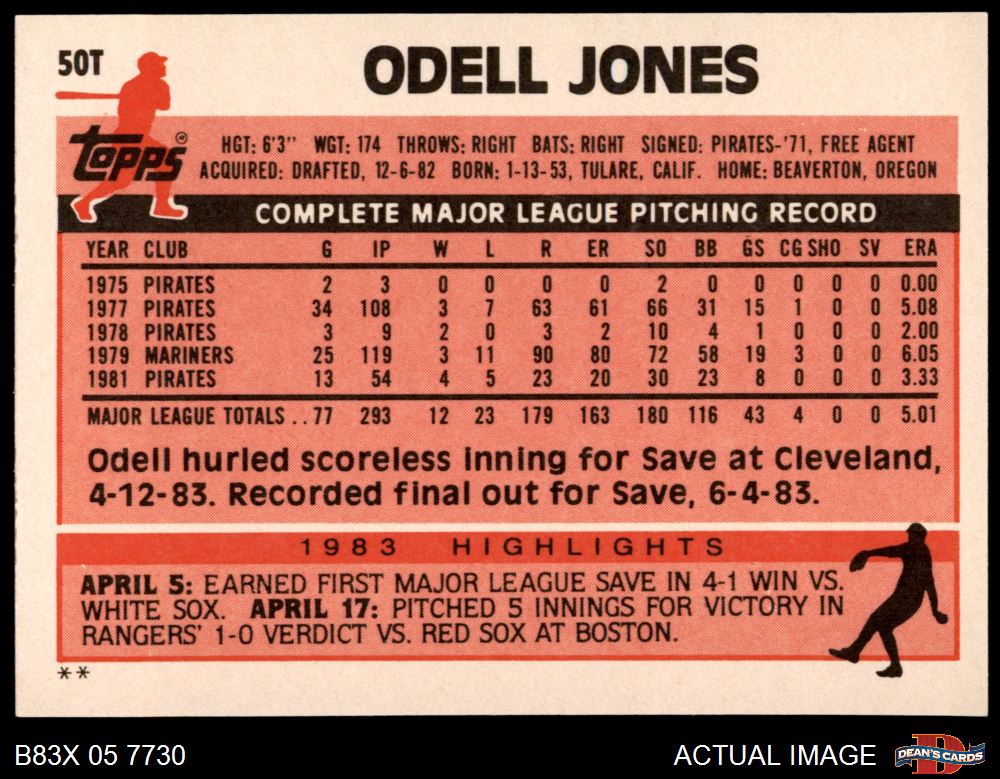 50T
ODELL JONES
topps ®
HGT: 6'3" WGT: 174 THROWS: RIGHT BATS: RIGHT SIGNED: PIRATES-'71, FREE AGENT
ACQUIRED: DRAFTED, 12-6-82 BORN: 1-13-53, TULARE, CALIF. HOME: BEAVERTON, OREGON
COMPLETE MAJOR LEAGUE PITCHING RECORD
YEAR CLUB G IP W L R ER SO BB GS CG SHO SV ERA
1975 PIRATES 2 3 0 0 0 0 2 0 0 0 0 0 0.00
1977 PIRATES 34 108 3 7 63 61 66 31 15 1 0 0 5.08
1978 PIRATES 3 9 2 0 3 2 10 4 1 0 0 0 2.00
1979 MARINERS 25 119 3 11 90 80 72 58 19 3 0 0 6.05
1981 PIRATES 13 54 4 5 23 20 30 23 8 0 0 0 3.33
MAJOR LEAGUE TOTALS .. 77 293 12 23 179 163 180 116 43 4 0 0 5.01
Odell hurled scoreless inning for Save at Cleveland,
4-12-83. Recorded final out for Save, 6-4-83.
1983 HIGHLIGHTS
APRIL 5: EARNED FIRST MAJOR LEAGUE SAVE IN 4-1 WIN VS.
WHITE SOX. APRIL 17: PITCHED 5 INNINGS FOR VICTORY IN
RANGERS' 1-0 VERDICT VS. RED SOX AT BOSTON.
**
B83X 05 7730 ACTUAL IMAGE DEAN'S CARDS